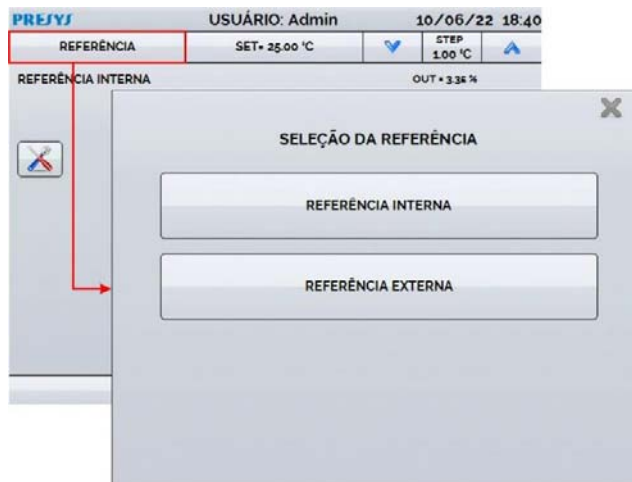 PRESYS USUÁRIO: Admin 10/06/22 18:40
REFERÊNCIA SET= 25.00 °C STEP
1.00 °C
REFERÊNCIA INTERNA OUT = 3.36 %
SELEÇÃO DA REFERÊNCIA
REFERÊNCIA INTERNA
REFERÊNCIA EXTERNA